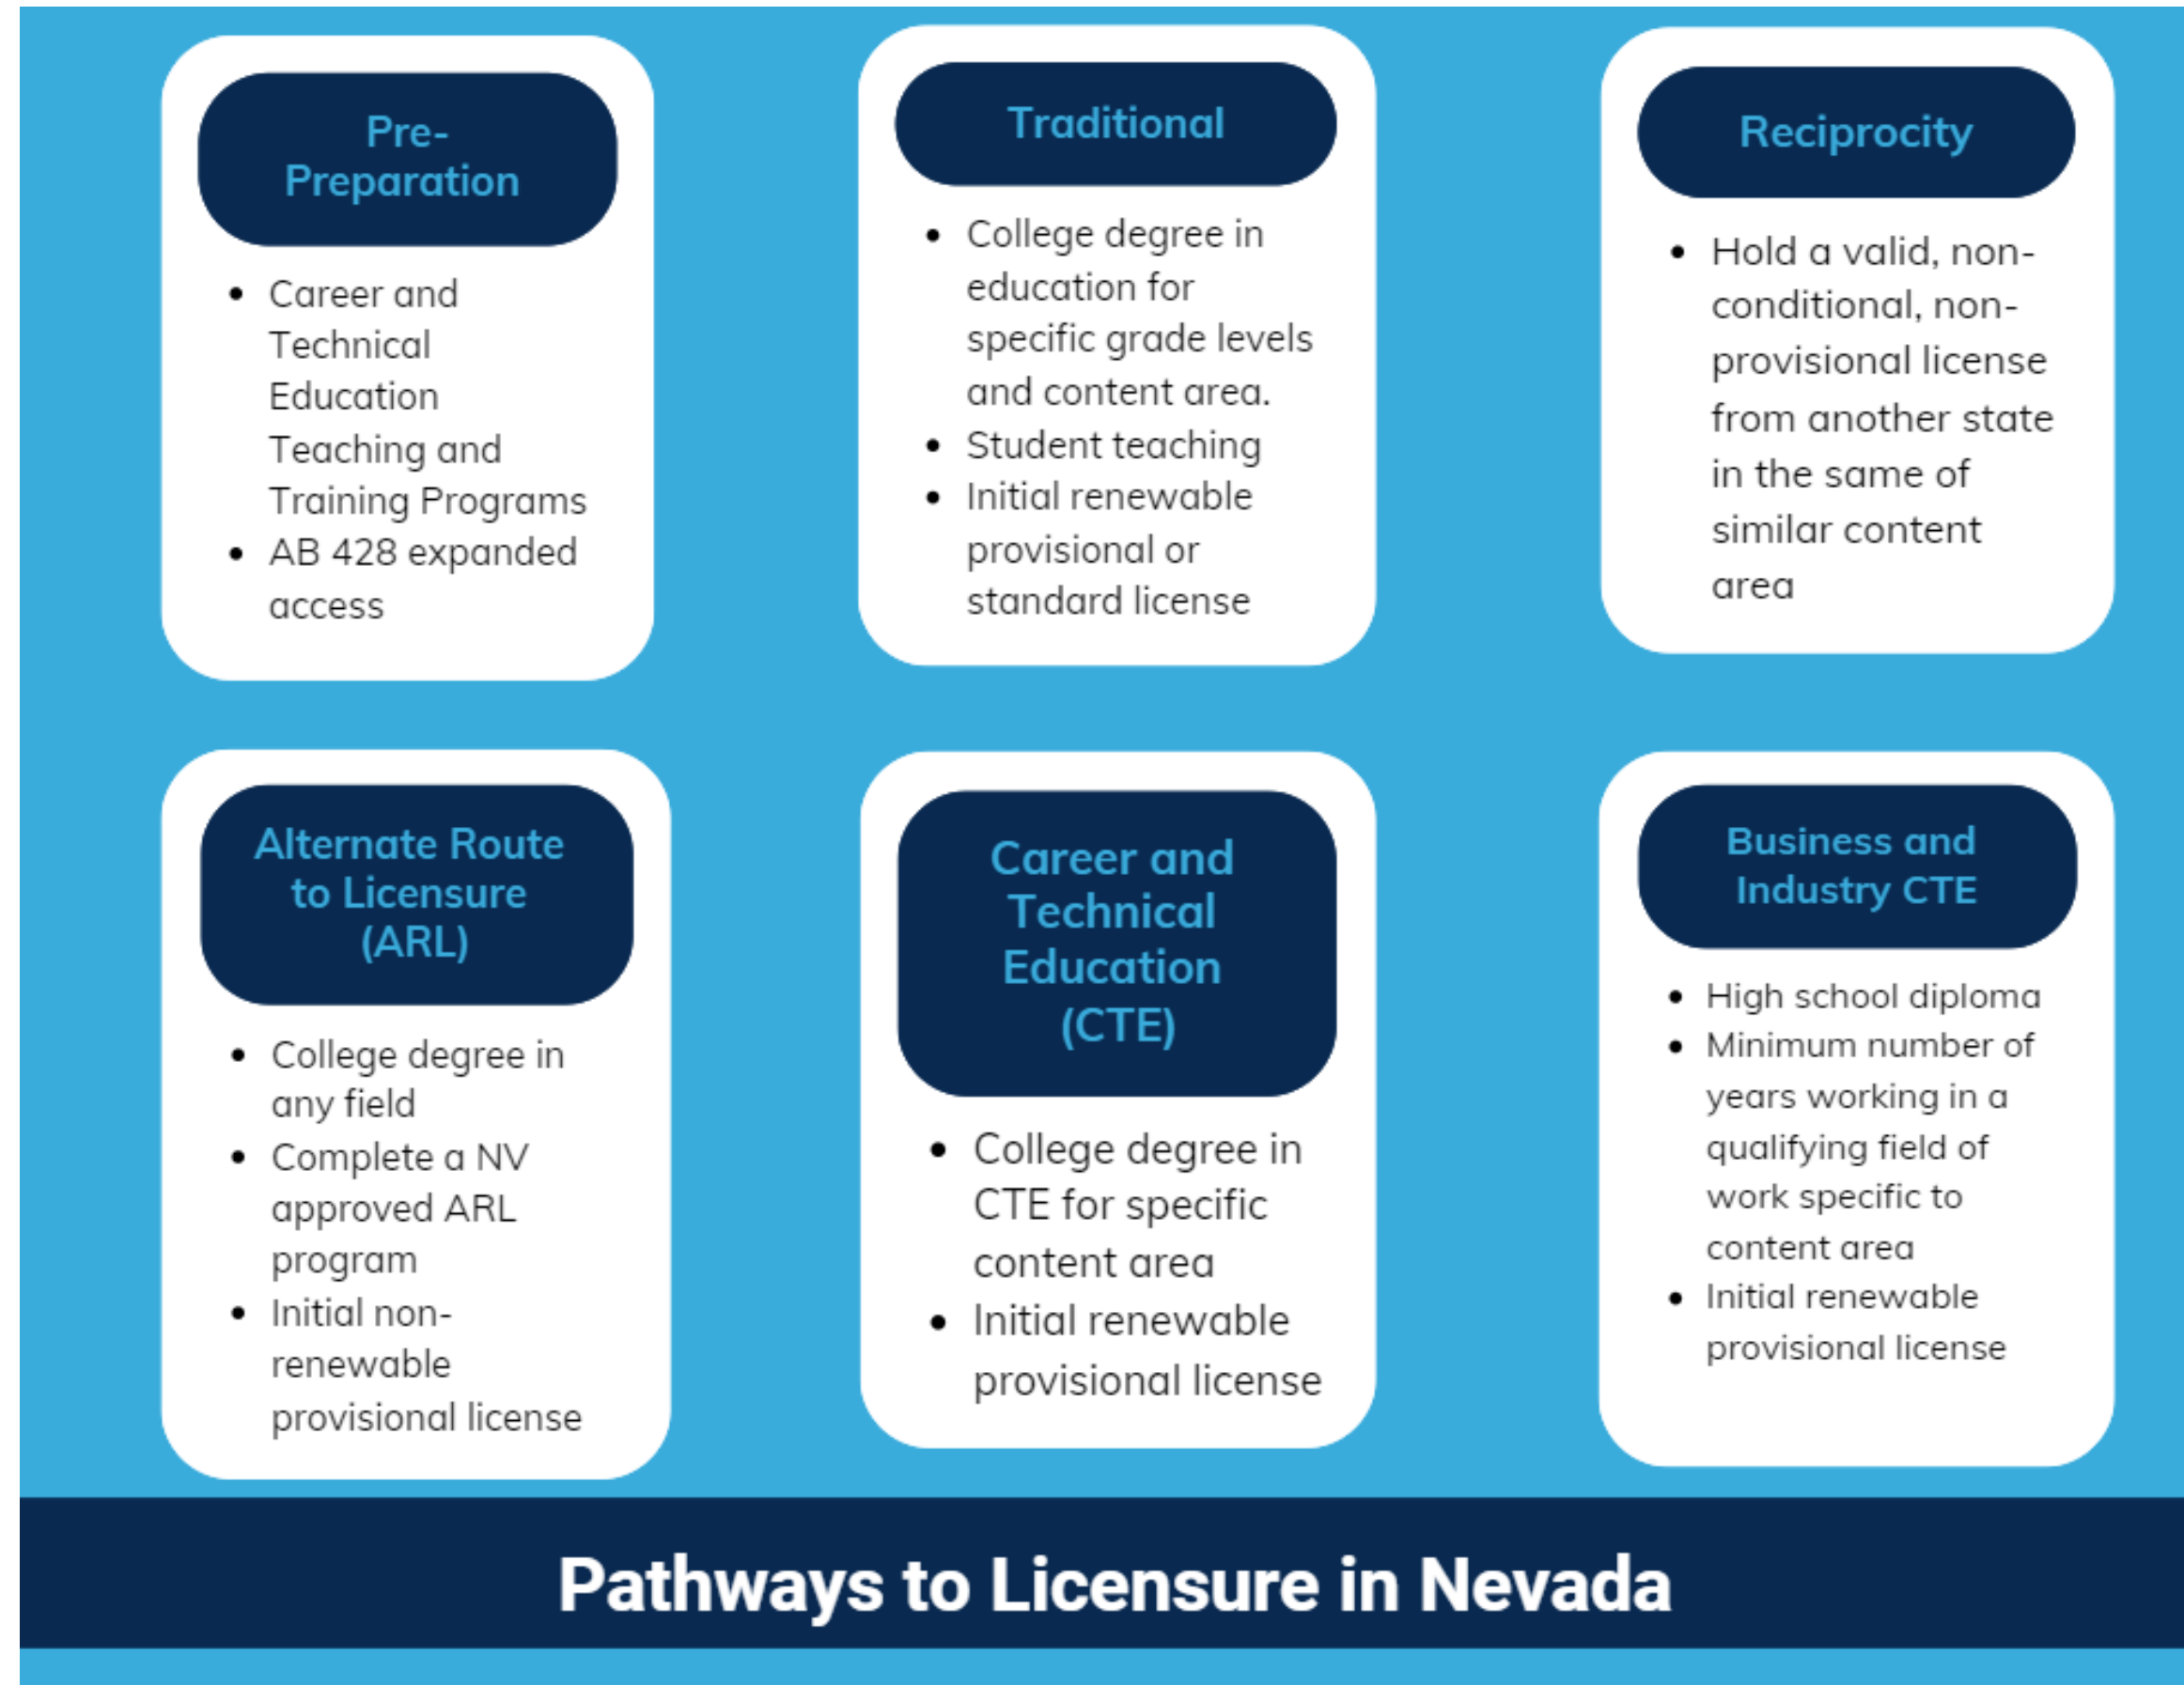 Pre-
Preparation
• Career and
Technical
Education
Teaching and
Training Programs
• AB 428 expanded
access
Traditional
• College degree in
education for
specific grade levels
and content area.
• Student teaching
• Initial renewable
provisional or
standard license
Reciprocity
• Hold a valid, non-
conditional, non-
provisional license
from another state
in the same of
similar content
area
Alternate Route
to Licensure
(ARL)
• College degree in
any field
• Complete a NV
approved ARL
program
• Initial non-
renewable
provisional license
Career and
Technical
Education
(CTE)
• College degree in
CTE for specific
content area
• Initial renewable
provisional license
Business and
Industry CTE
• High school diploma
• Minimum number of
years working in a
qualifying field of
work specific to
content area
• Initial renewable
provisional license
Pathways to Licensure in Nevada